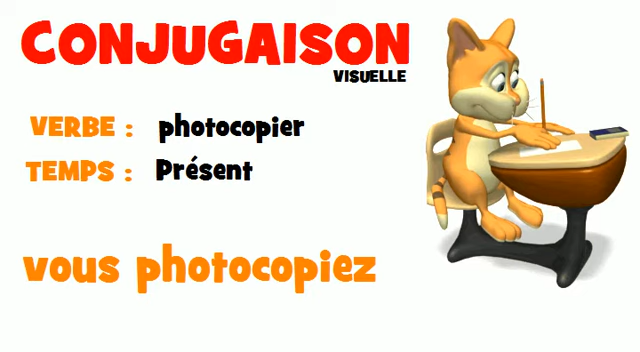 CONJUGAISON
VISUELLE
VERBE : photocopier
TEMPS : Présent
vous photocopiez